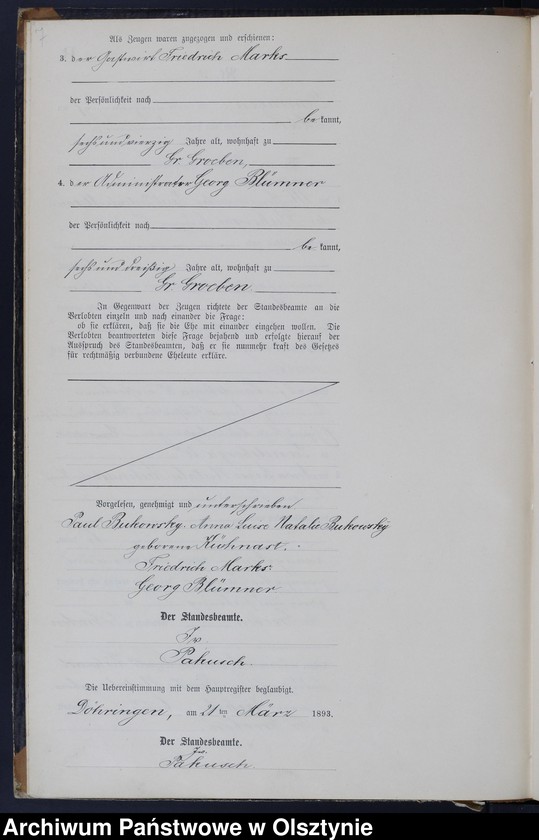 Als Zeugen waren zugezogen und erschienen:
3. der Gastwirt Friedrich Marks
der Persönlichkeit nach
be kannt,
sechsundvierzig Jahre alt, wohnhaft zu
Gr. Groeben,
4. der Administrator Georg Blümner
der Persönlichkeit nach
be kannt,
sechsunddreißig Jahre alt, wohnhaft zu
Gr. Groeben
In Gegenwart der Zeugen richtete der Standesbeamte an die
Verlobten einzeln und nach einander die Frage:
ob sie erklären, daß sie die Ehe mit einander eingehen wollen. Die
Verlobten beantworteten diese Frage bejahend und erfolgte hierauf der
Ausspruch des Standesbeamten, daß er sie nunmehr kraft des Gesetzes
für rechtmäßig verbundene Eheleute erkläre.
Vorgelesen, genehmigt und unterschrieben
Paul Bukowsky. Anna Luise Natalie Bukowsky
geborene Kühnast.
Friedrich Marks
Georg Blümner
Der Standesbeamte.
Pakusch.
Die Uebereinstimmung mit dem Hauptregister beglaubigt.
Döhringen, am 21ten März 1893.
Der Standesbeamte.
Pakusch.
Archiwum Państwowe w Olsztynie